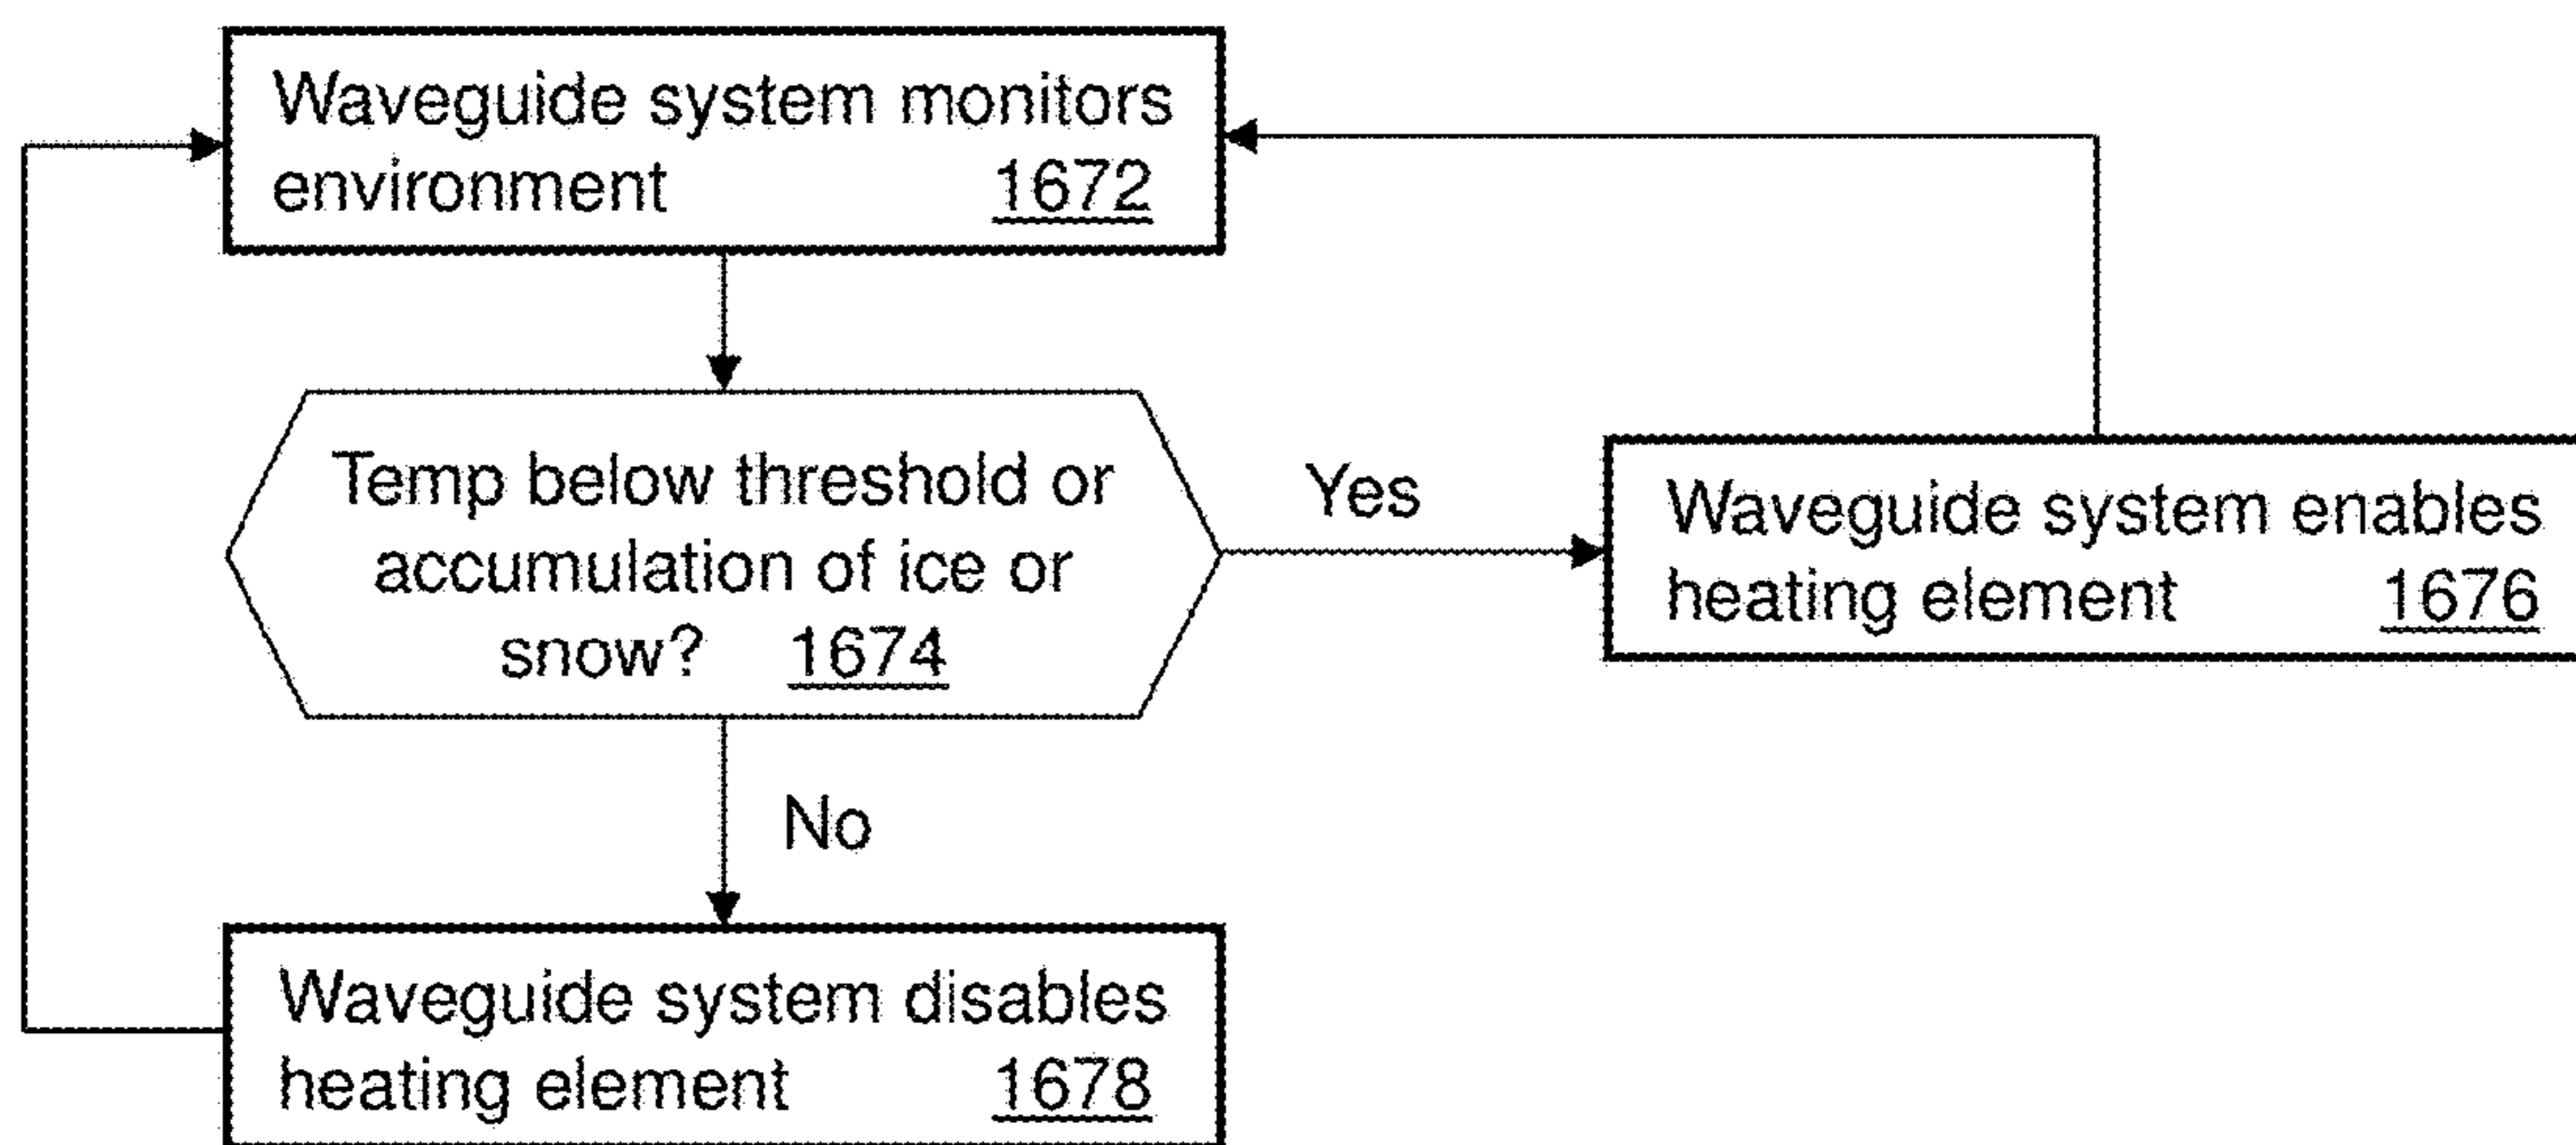 Waveguide system monitors
environment 1672
Temp below threshold or
accumulation of ice or
snow? 1674
Yes
Waveguide system enables
heating element 1676
No
Waveguide system disables
heating element 1678